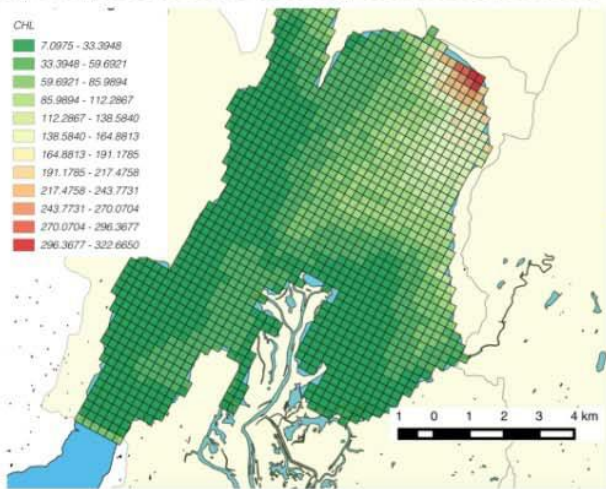 CHL
7.0975 - 33.3948
33.3948 - 59.6921
59.6921 - 85.9894
85.9894 - 112.2867
112.2867 - 138.5840
138.5840 - 164.8813
164.8813 - 191.1785
191.1785 - 217.4758
217.4758 - 243.7731
243.7731 - 270.0704
270.0704 - 296.3677
296.3677 - 322.6650
1 0 1 2 3 4 km